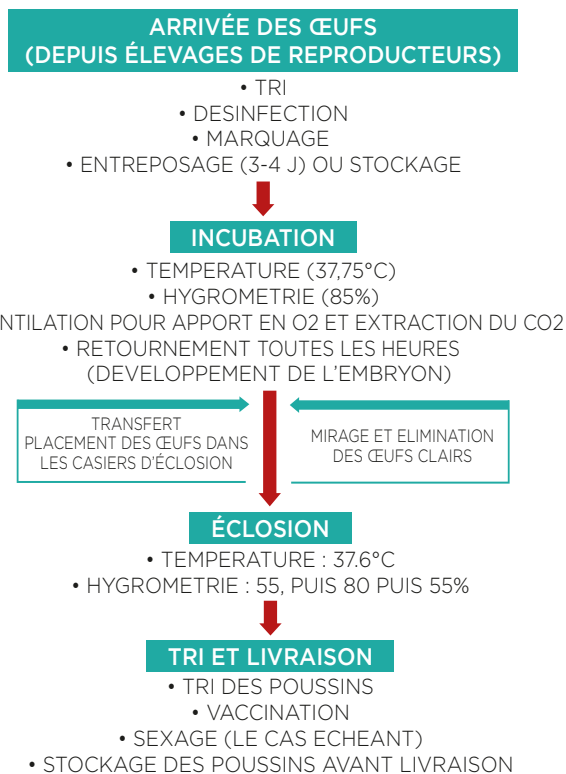 ARRIVÉE DES ŒUFS
(DEPUIS ÉLEVAGES DE REPRODUCTEURS)
• TRI
• DESINFECTION
• MARQUAGE
• ENTREPOSAGE (3-4 J) OU STOCKAGE
INCUBATION
• TEMPERATURE (37,75°C)
• HYGROMETRIE (85%)
NTILATION POUR APPORT EN O2 ET EXTRACTION DU CO2
• RETOURNEMENT TOUTES LES HEURES
(DEVELOPPEMENT DE L'EMBRYON)
TRANSFERT
PLACEMENT DES ŒUFS DANS
LES CASIERS D'ÉCLOSION
MIRAGE ET ELIMINATION
DES ŒUFS CLAIRS
ÉCLOSION
• TEMPERATURE : 37.6°C
• HYGROMETRIE : 55, PUIS 80 PUIS 55%
TRI ET LIVRAISON
• TRI DES POUSSINS
• VACCINATION
• SEXAGE (LE CAS ECHEANT)
• STOCKAGE DES POUSSINS AVANT LIVRAISON